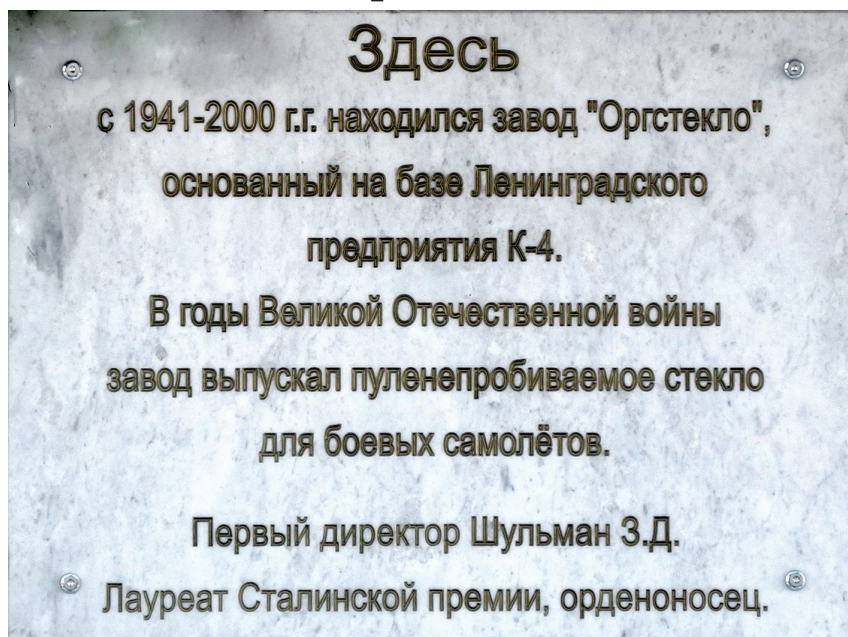 Здесь
с 1941-2000 г.г. находился завод "Оргстекло",
основанный на базе Ленинградского
предприятия К-4.
В годы Великой Отечественной войны
завод выпускал пуленепробиваемое стекло
для боевых самолётов.
Первый директор Шульман З.Д.
Лауреат Сталинской премии, орденоносец.